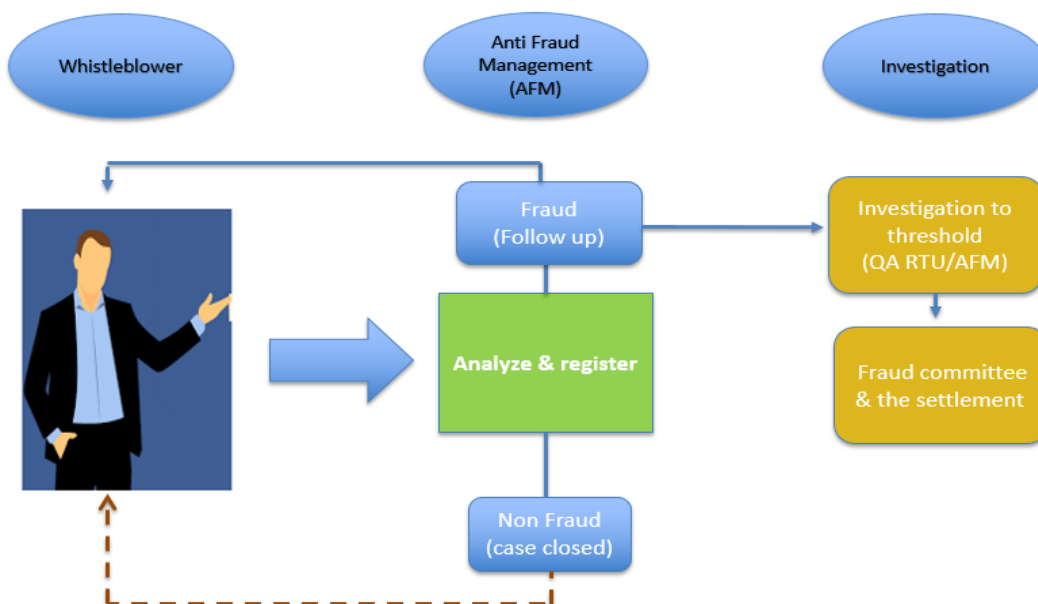 Whistleblower
Anti Fraud
Management
(AFM)
Investigation
Fraud
(Follow up)
Investigation to
threshold
(QA RTU/AFM)
Analyze & register
Fraud committee
& the settlement
Non Fraud
(case closed)